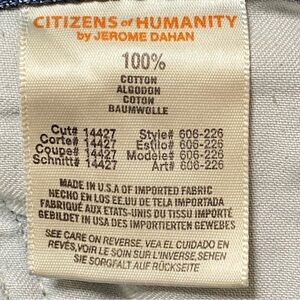 CITIZENS of HUMANITY
by JEROME DAHAN
100%
COTTON
ALGODON
COTON
BAUMWOLLE
Cut# 14427 Style# 606-226
Corte# 14427 Estilo# 606-226
Coupe# 14427 Modele# 606-226
Schnitt# 14427 Art# 606-226
MADE IN U.S.A OF IMPORTED FABRIC
HECHO EN LOS EE.UU DE TELA IMPORTADA
FABRIQUÉ AUX ETATS-UNIS DU TISSU IMPORTÉ
GEBILDET IN USA DES IMPORTIERTEN GEWEBES
SEE CARE ON REVERSE, VEA EL CUIDADO EN
REVÉS, VOIR LE SOIN SUR L'INVERSE, SEHEN
SIE SORGFALT AUF RÜCKSEITE